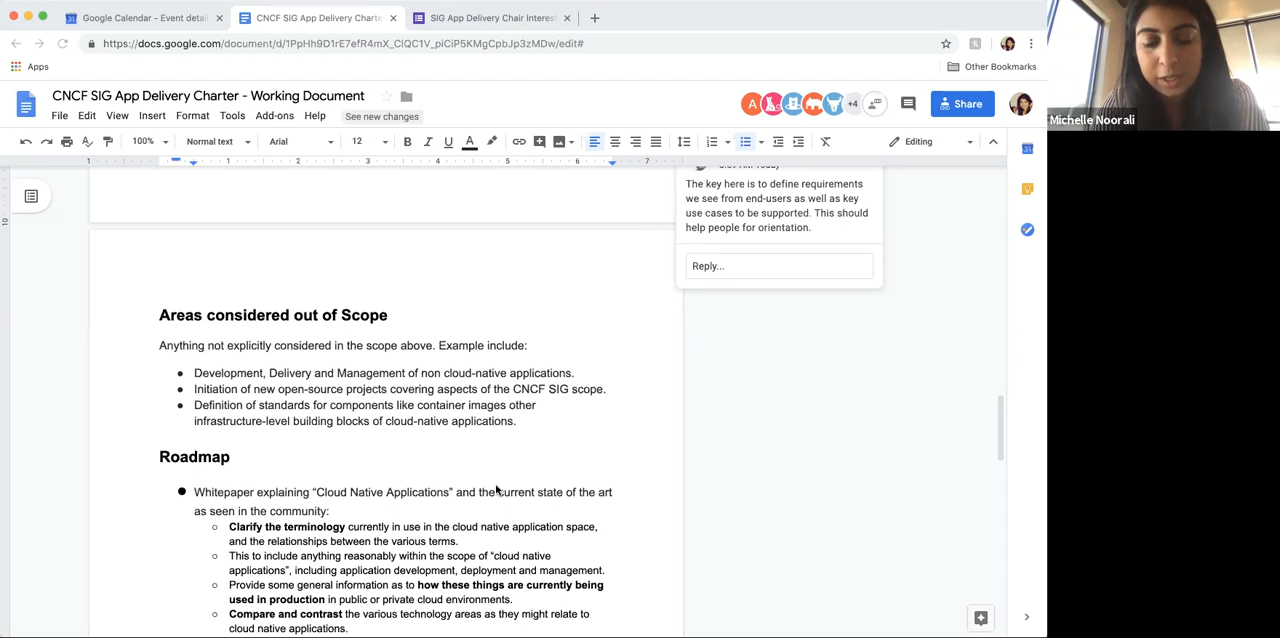 Google Calendar - Event detail
CNCF SIG App Delivery Charte
SIG App Delivery Chair Interes
https://docs.google.com/document/d/1PpHh9D1rE7efR4mX_ClQC1V_piCiP5KMgCpbJp3zMDw/edit#
Apps
Other Bookmarks
CNCF SIG App Delivery Charter - Working Document
File Edit View Insert Format Tools Add-ons Help
See new changes
A
+4
Share
100%
Normal text
Arial
12
B I U A
Editing
1 1 2 3 4 5 6 7
10
The key here is to define requirements
we see from end-users as well as key
use cases to be supported. This should
help people for orientation.
Reply...
Areas considered out of Scope
Anything not explicitly considered in the scope above. Example include:
● Development, Delivery and Management of non cloud-native applications.
● Initiation of new open-source projects covering aspects of the CNCF SIG scope.
● Definition of standards for components like container images other
infrastructure-level building blocks of cloud-native applications.
Roadmap
● Whitepaper explaining “Cloud Native Applications” and the current state of the art
as seen in the community:
○ Clarify the terminology currently in use in the cloud native application space,
and the relationships between the various terms.
○ This to include anything reasonably within the scope of “cloud native
applications”, including application development, deployment and management.
○ Provide some general information as to how these things are currently being
used in production in public or private cloud environments.
○ Compare and contrast the various technology areas as they might relate to
cloud native applications.
Michelle Noorali